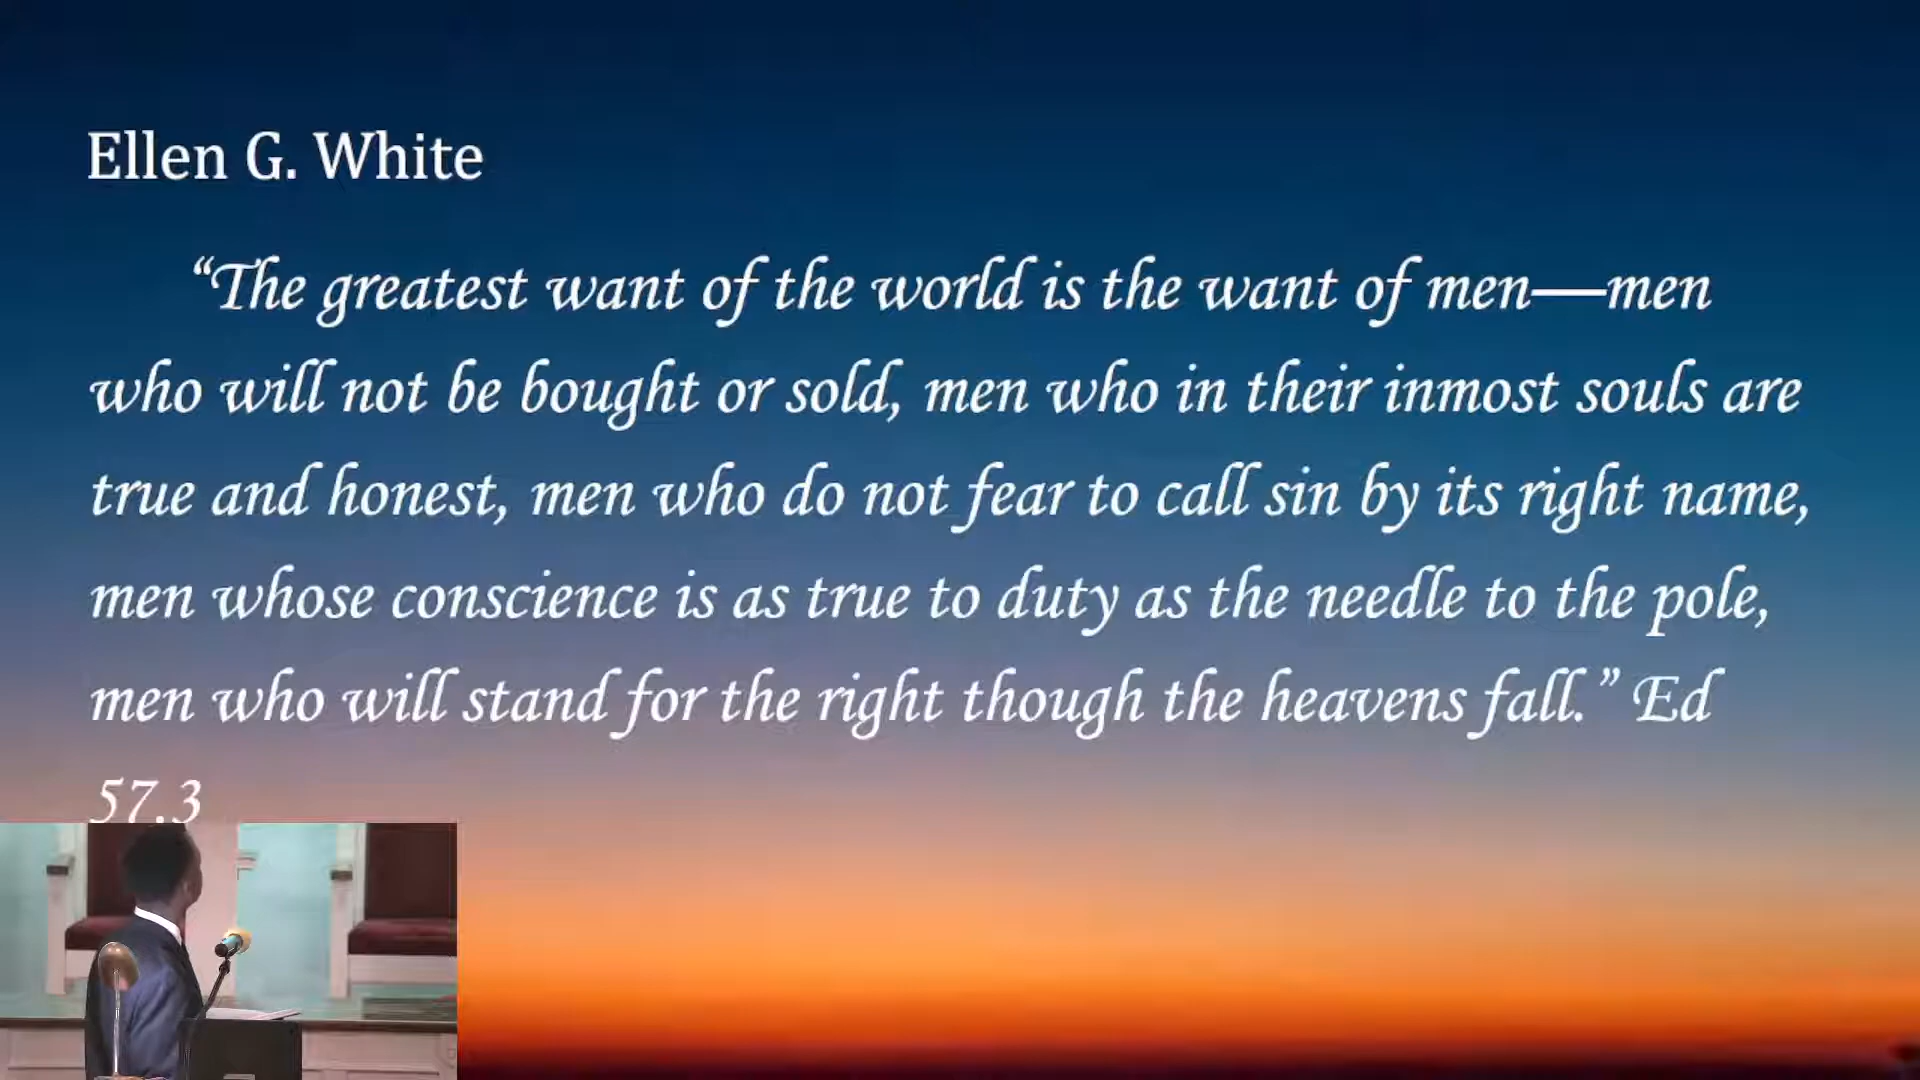 Ellen G. White
“The greatest want of the world is the want of men—men
who will not be bought or sold, men who in their inmost souls are
true and honest, men who do not fear to call sin by its right name,
men whose conscience is as true to duty as the needle to the pole,
men who will stand for the right though the heavens fall.” Ed
57.3